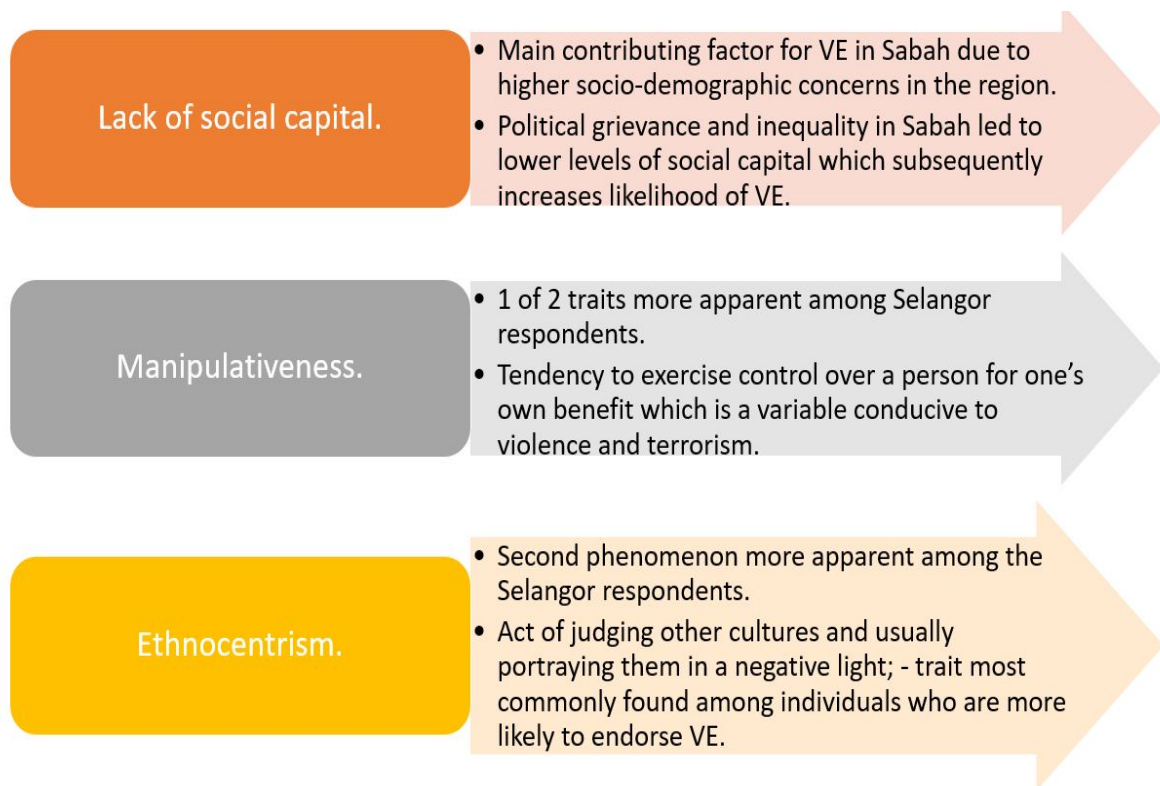 Lack of social capital.
• Main contributing factor for VE in Sabah due to
higher socio-demographic concerns in the region.
• Political grievance and inequality in Sabah led to
lower levels of social capital which subsequently
increases likelihood of VE.
Manipulativeness.
• 1 of 2 traits more apparent among Selangor
respondents.
• Tendency to exercise control over a person for one’s
own benefit which is a variable conducive to
violence and terrorism.
Ethnocentrism.
• Second phenomenon more apparent among the
Selangor respondents.
• Act of judging other cultures and usually
portraying them in a negative light; - trait most
commonly found among individuals who are more
likely to endorse VE.